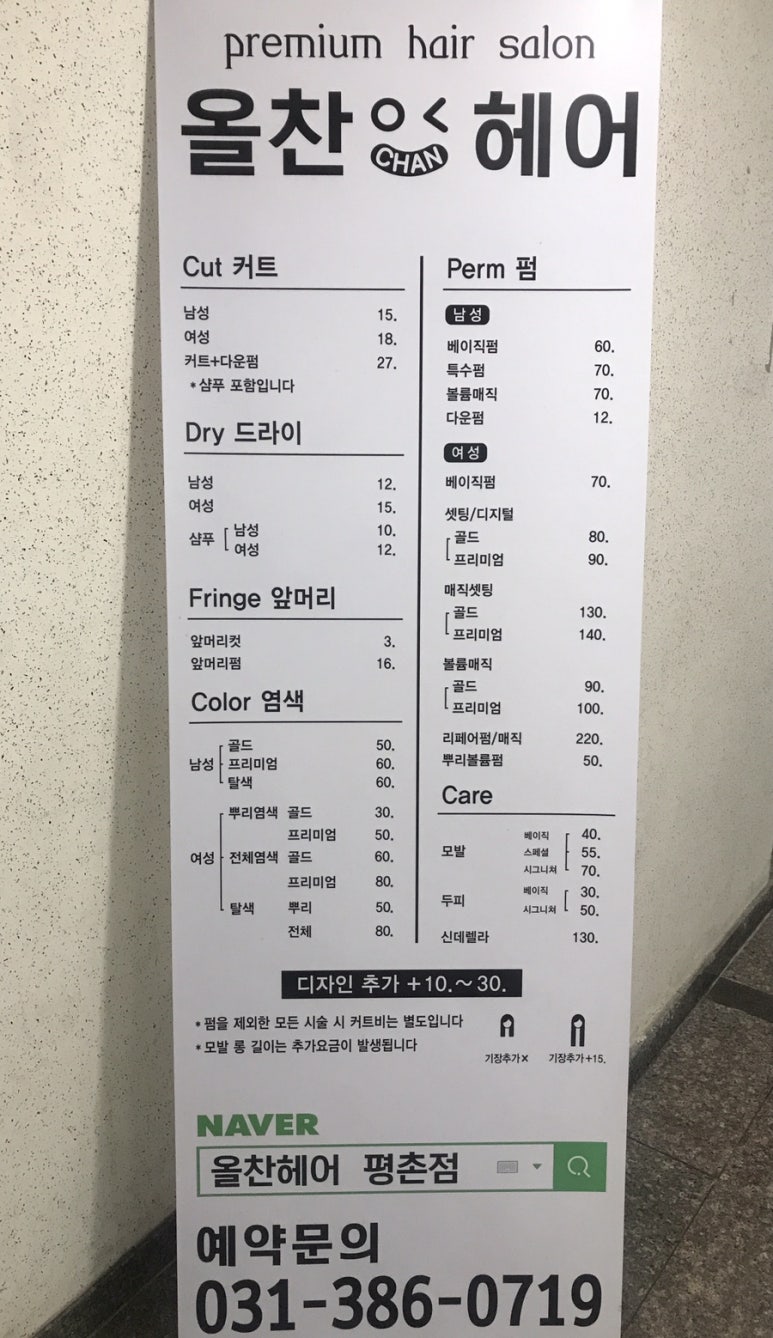 premium hair salon
올찬 CHAN 헤어
Cut 커트
남성 15.
여성 18.
커트+다운펌 27.
*샴푸 포함입니다
Dry 드라이
남성 12.
여성 15.
샴푸 남성 10.
여성 12.
Fringe 앞머리
앞머리컷 3.
앞머리펌 16.
Color 염색
남성 골드 50.
프리미엄 60.
탈색 60.
여성 뿌리염색 골드 30.
프리미엄 50.
전체염색 골드 60.
프리미엄 80.
탈색 뿌리 50.
전체 80.
Perm 펌
남성
베이직펌 60.
특수펌 70.
볼륨매직 70.
다운펌 12.
여성
베이직펌 70.
셋팅/디지털
골드 80.
프리미엄 90.
매직셋팅
골드 130.
프리미엄 140.
볼륨매직
골드 90.
프리미엄 100.
리페어펌/매직 220.
뿌리볼륨펌 50.
Care
모발 베이직 40.
스페셜 55.
시그니쳐 70.
두피 베이직 30.
시그니쳐 50.
신데렐라 130.
디자인 추가 +10.~30.
*펌을 제외한 모든 시술 시 커트비는 별도입니다
*모발 롱 길이는 추가요금이 발생됩니다
기장추가× 기장추가+15.
NAVER
올찬헤어 평촌점
예약문의
031-386-0719